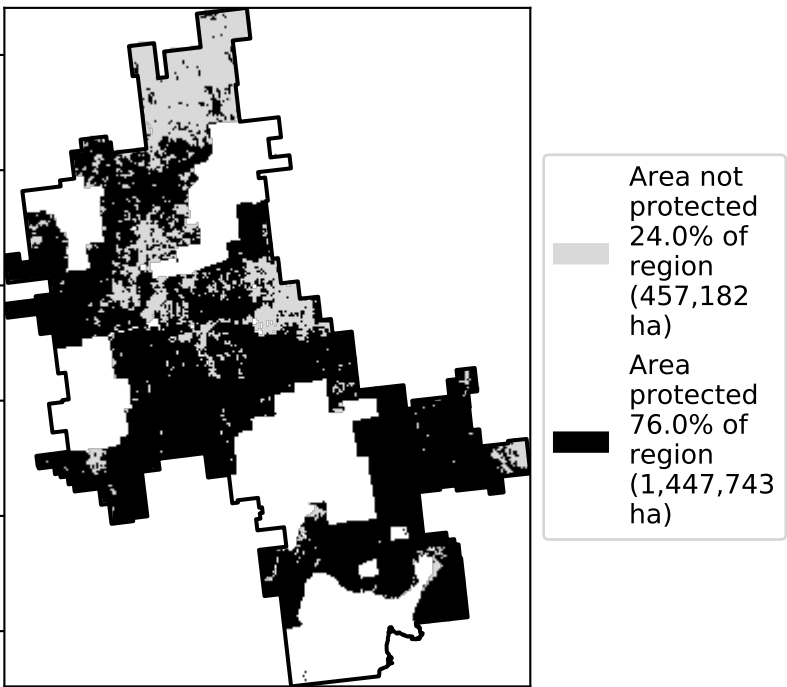 Area not
protected
24.0% of
region
(457,182
ha)
Area
protected
76.0% of
region
(1,447,743
ha)